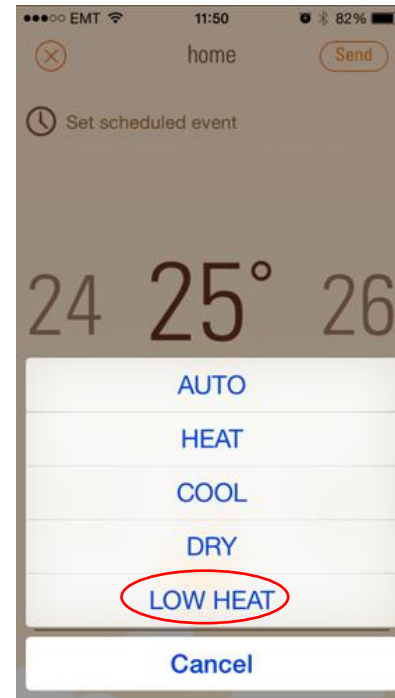 EMT 11:50 82%
home Send
Set scheduled event
24 25° 26
AUTO
HEAT
COOL
DRY
LOW HEAT
Cancel